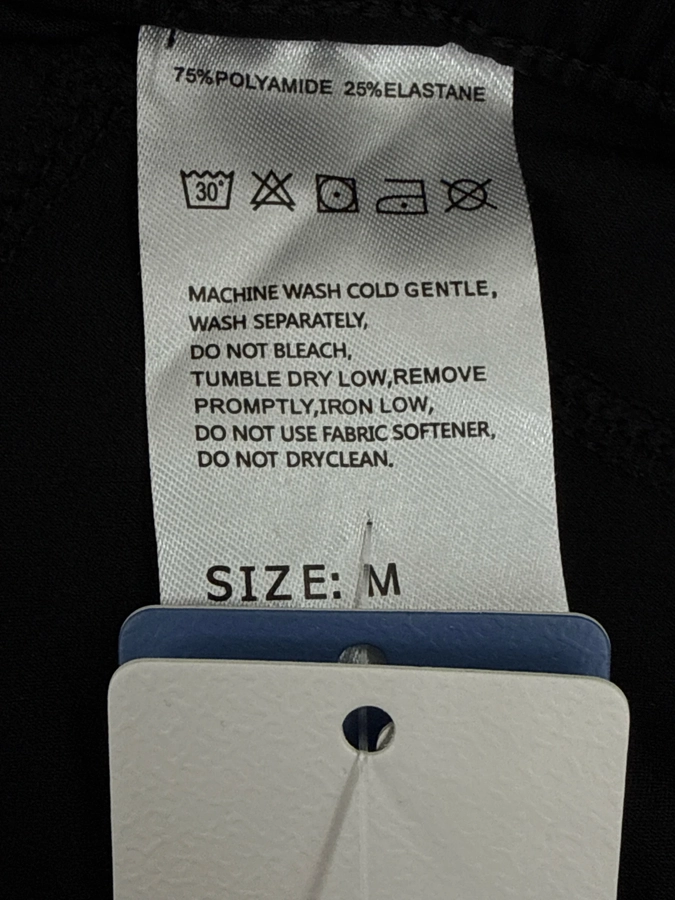 75%POLYAMIDE 25%ELASTANE
30°
MACHINE WASH COLD GENTLE,
WASH SEPARATELY,
DO NOT BLEACH,
TUMBLE DRY LOW,REMOVE
PROMPTLY,IRON LOW,
DO NOT USE FABRIC SOFTENER,
DO NOT DRYCLEAN.
SIZE: M